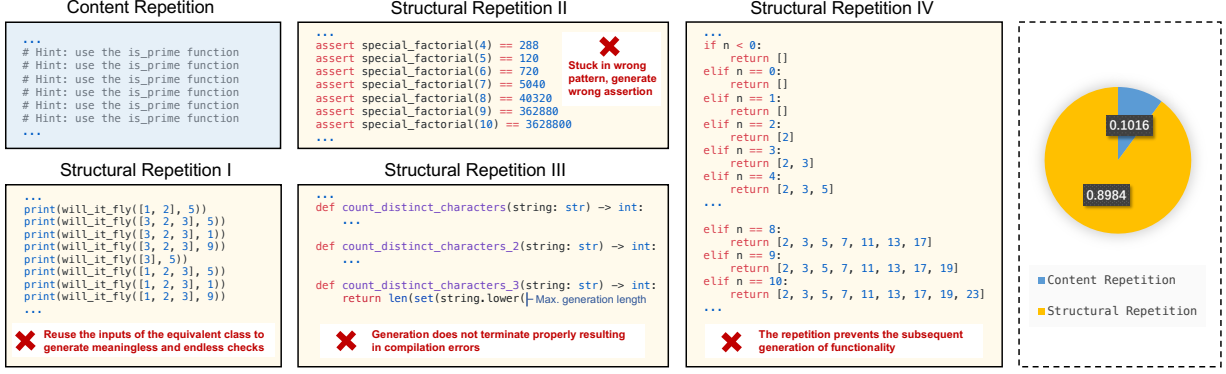 Content Repetition
...
# Hint: use the is_prime function
# Hint: use the is_prime function
# Hint: use the is_prime function
# Hint: use the is_prime function
# Hint: use the is_prime function
# Hint: use the is_prime function
...
Structural Repetition I
...
print(will_it_fly([1, 2], 5))
print(will_it_fly([3, 2, 3], 5))
print(will_it_fly([3, 2, 3], 1))
print(will_it_fly([3, 2, 3], 9))
print(will_it_fly([3], 5))
print(will_it_fly([1, 2, 3], 5))
print(will_it_fly([1, 2, 3], 1))
print(will_it_fly([1, 2, 3], 9))
...
Reuse the inputs of the equivalent class to
generate meaningless and endless checks
Structural Repetition II
...
assert special_factorial(4) == 288
assert special_factorial(5) == 120
assert special_factorial(6) == 720
assert special_factorial(7) == 5040
assert special_factorial(8) == 40320
assert special_factorial(9) == 362880
assert special_factorial(10) == 3628800
...
Stuck in wrong
pattern, generate
wrong assertion
Structural Repetition III
...
def count_distinct_characters(string: str) -> int:
...
def count_distinct_characters_2(string: str) -> int:
...
def count_distinct_characters_3(string: str) -> int:
return len(set(string.lower( Max. generation length
Generation does not terminate properly resulting
in compilation errors
Structural Repetition IV
...
if n < 0:
return []
elif n == 0:
return []
elif n == 1:
return []
elif n == 2:
return [2]
elif n == 3:
return [2, 3]
elif n == 4:
return [2, 3, 5]
...
elif n == 8:
return [2, 3, 5, 7, 11, 13, 17]
elif n == 9:
return [2, 3, 5, 7, 11, 13, 17, 19]
elif n == 10:
return [2, 3, 5, 7, 11, 13, 17, 19, 23]
...
The repetition prevents the subsequent
generation of functionality
0.1016
0.8984
Content Repetition
Structural Repetition